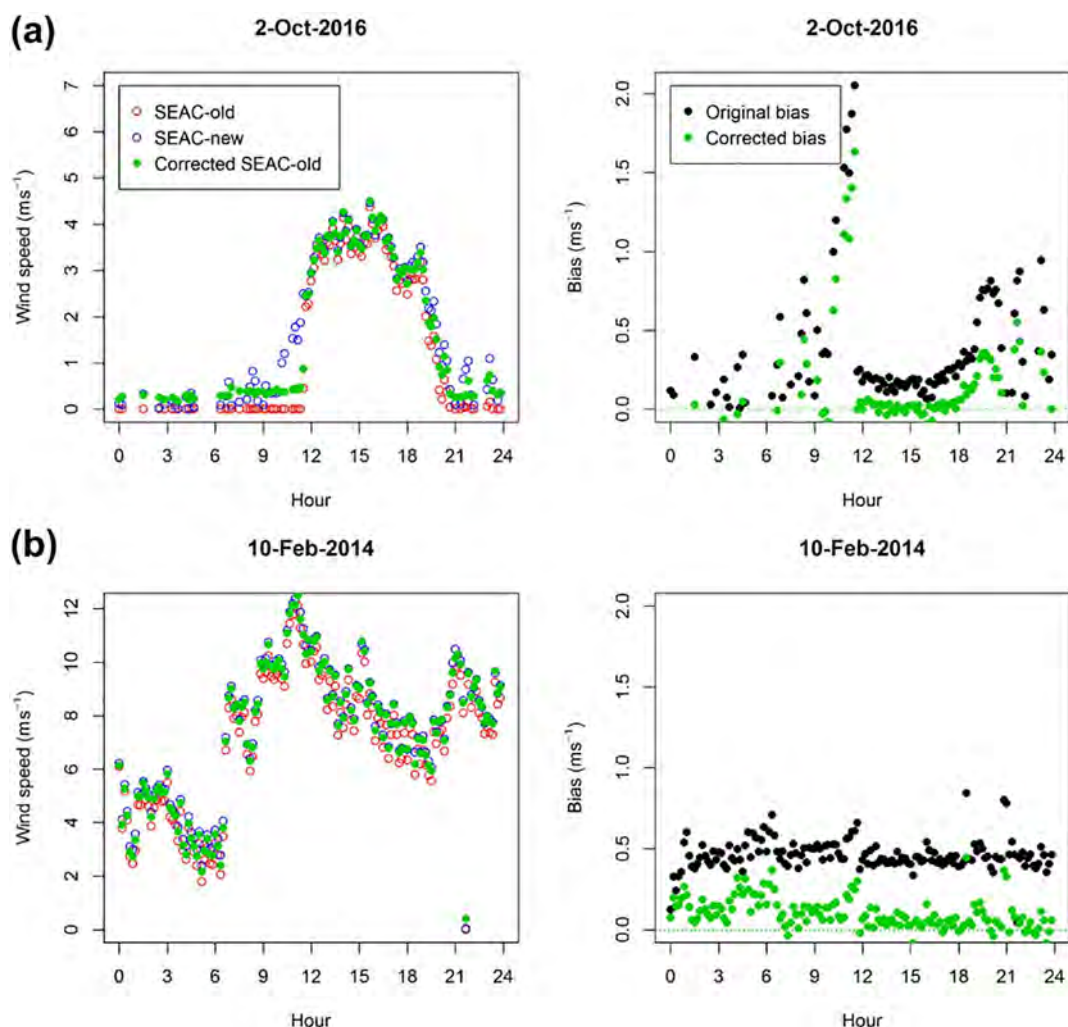 (a)
2-Oct-2016
2-Oct-2016
Wind speed (ms⁻¹)
7
6
5
4
3
2
1
0
SEAC-old
SEAC-new
Corrected SEAC-old
0 3 6 9 12 15 18 21 24
Hour
Bias (ms⁻¹)
2.0
1.5
1.0
0.5
0.0
Original bias
Corrected bias
0 3 6 9 12 15 18 21 24
Hour
(b)
10-Feb-2014
10-Feb-2014
Wind speed (ms⁻¹)
12
10
8
6
4
2
0
0 3 6 9 12 15 18 21 24
Hour
Bias (ms⁻¹)
2.0
1.5
1.0
0.5
0.0
0 3 6 9 12 15 18 21 24
Hour